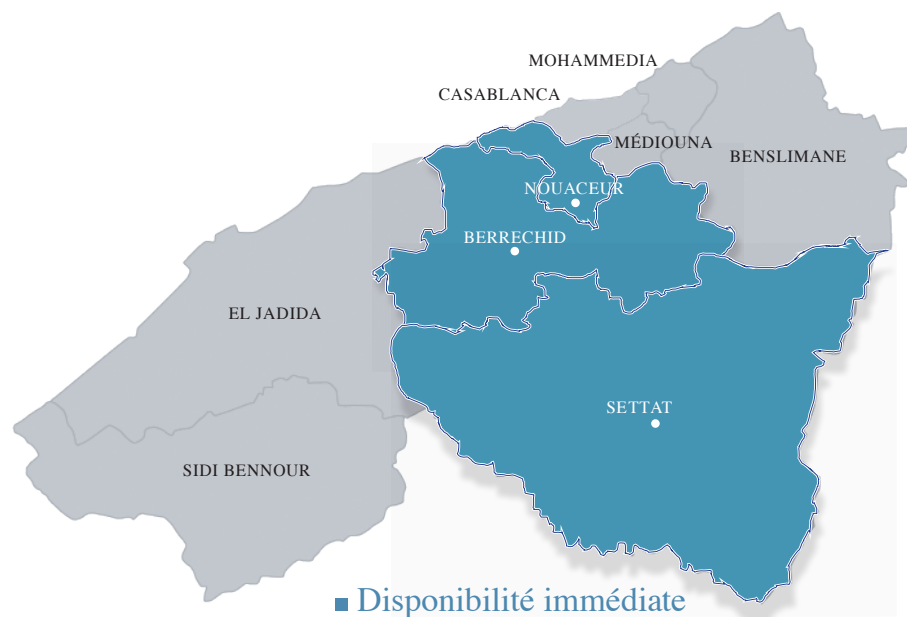 MOHAMMEDIA
CASABLANCA
MÉDIOUNA
BENSLIMANE
NOUACEUR
BERRECHID
EL JADIDA
SETTAT
SIDI BENNOUR
Disponibilité immédiate